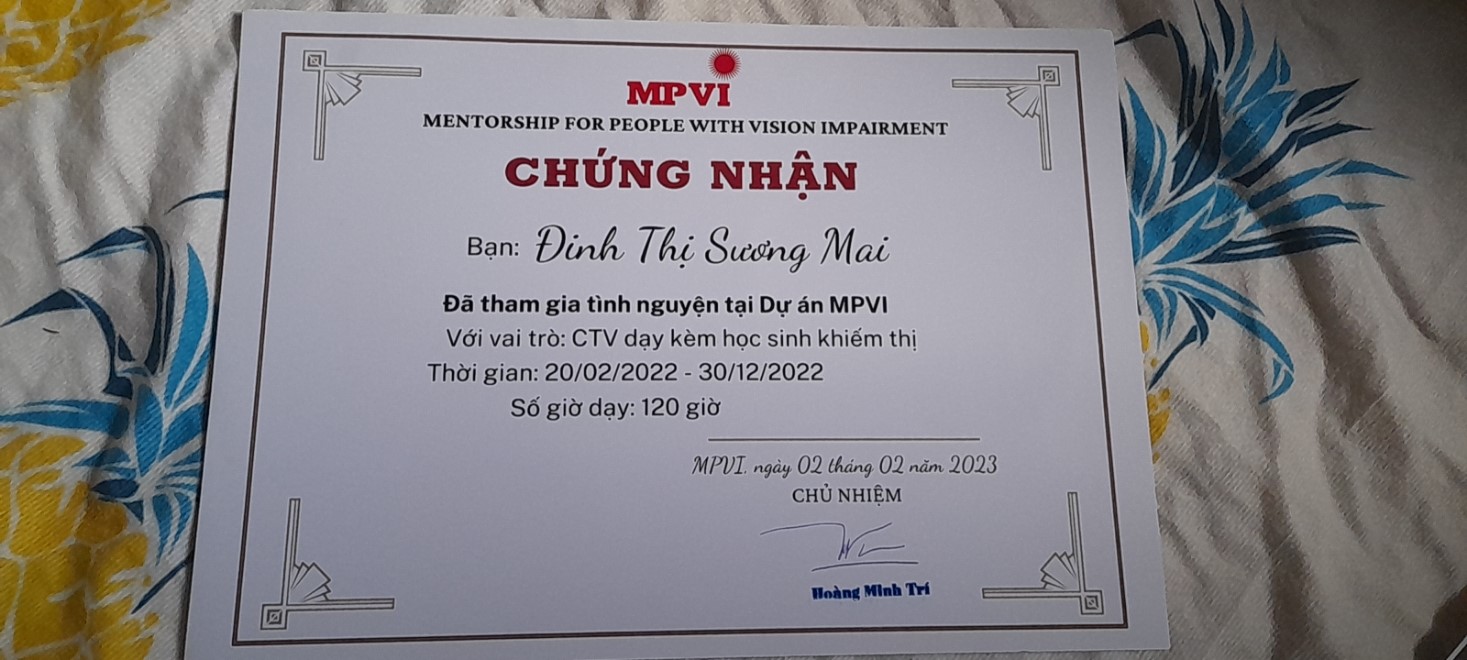 MPVI
MENTORSHIP FOR PEOPLE WITH VISION IMPAIRMENT
CHỨNG NHẬN
Bạn: Đinh Thị Sương Mai
Đã tham gia tình nguyện tại Dự án MPVI
Với vai trò: CTV dạy kèm học sinh khiếm thị
Thời gian: 20/02/2022 - 30/12/2022
Số giờ dạy: 120 giờ
MPVI, ngày 02 tháng 02 năm 2023
CHỦ NHIỆM
Hoàng Minh Trí